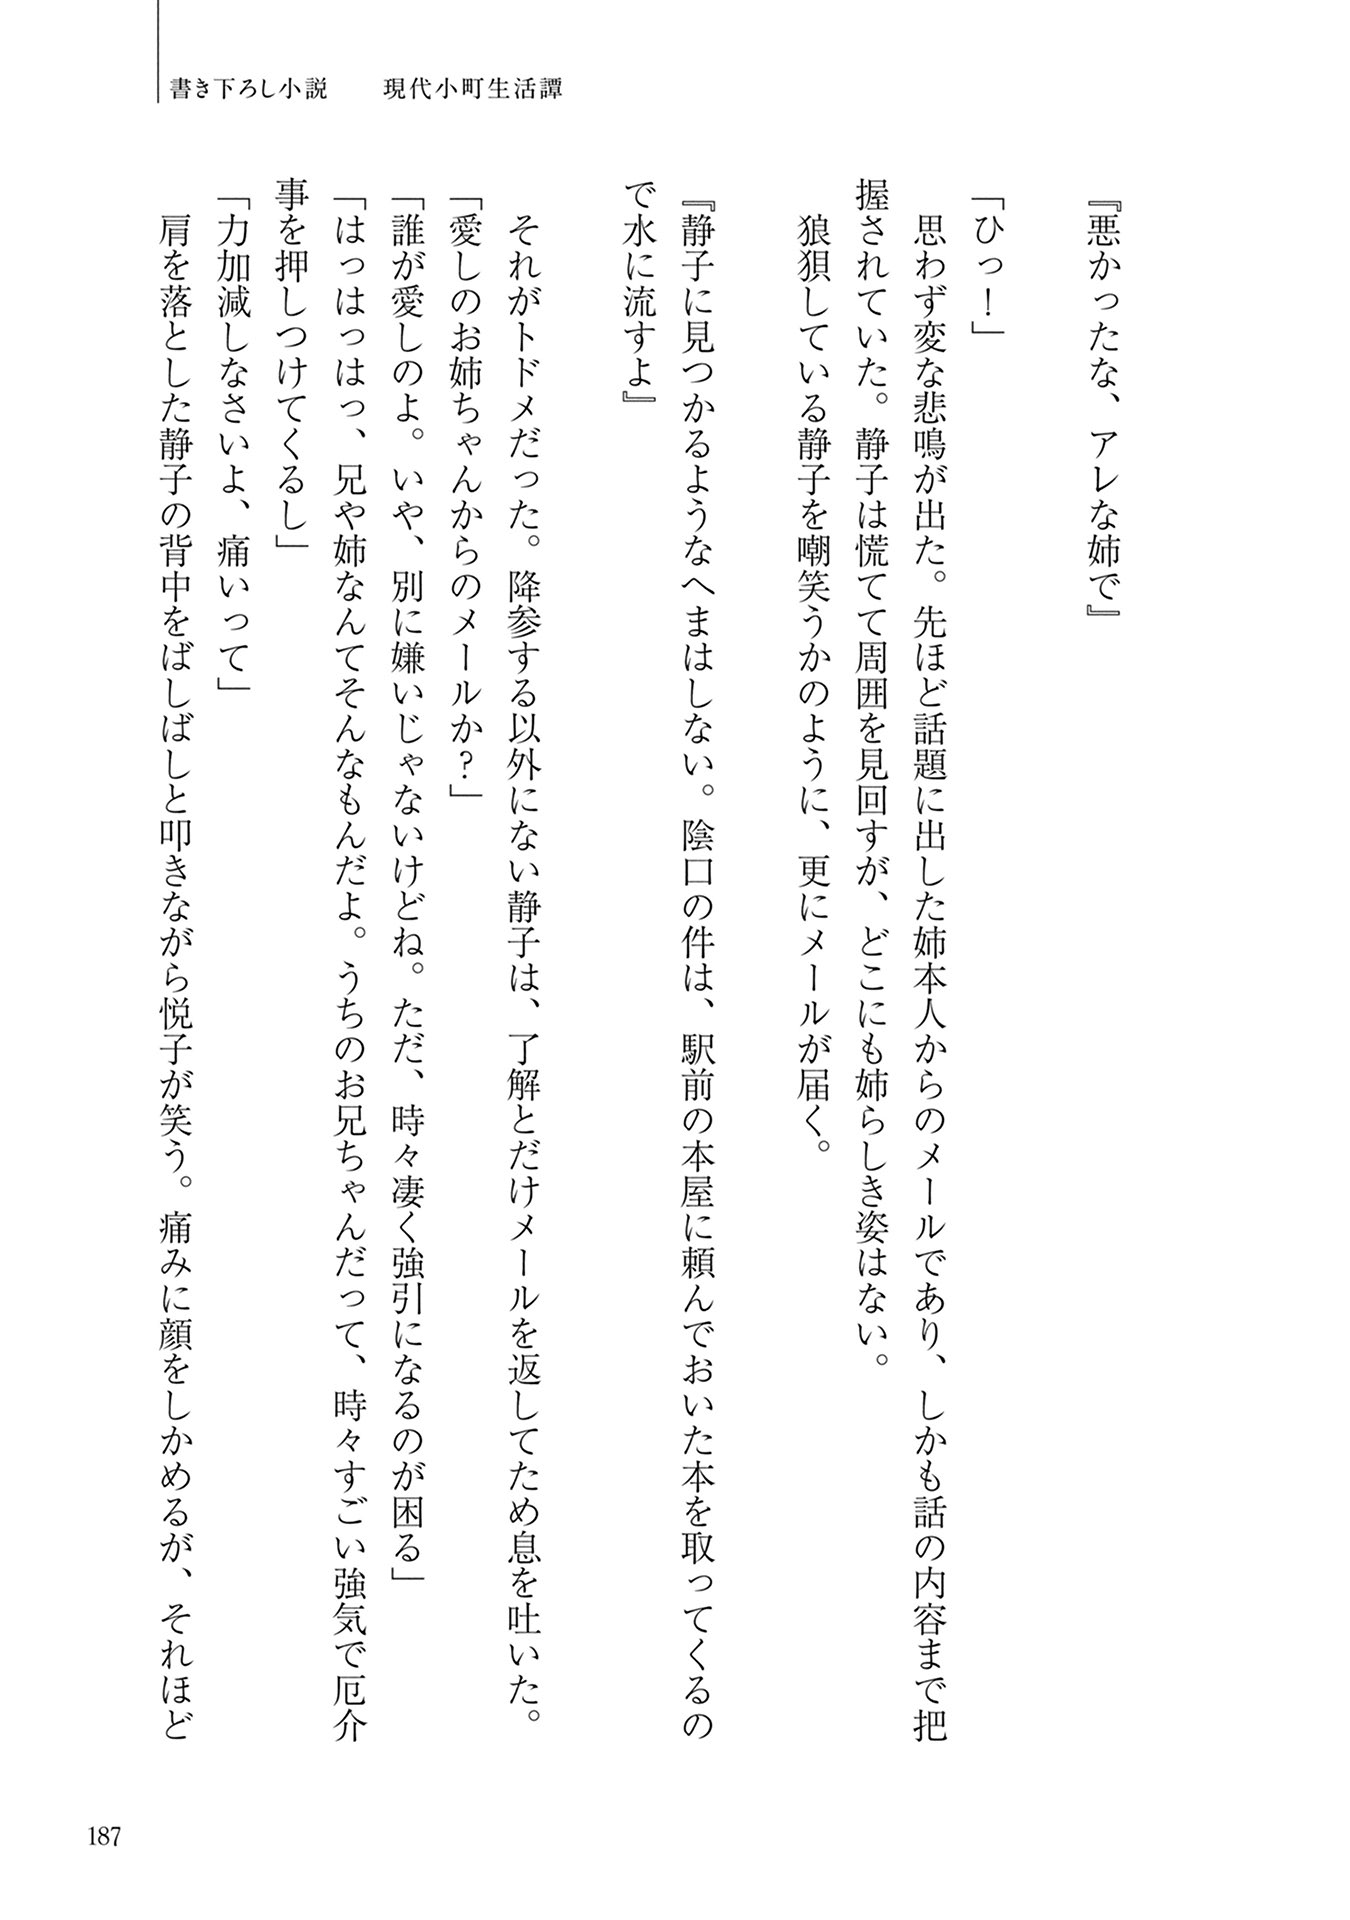 書き下ろし小説　現代小町生活譚
『悪かったな、アレな姉で』
「ひっ！」
思わず変な悲鳴が出た。先ほど話題に出した姉本人からのメールであり、しかも話の内容まで把
握されていた。静子は慌てて周囲を見回すが、どこにも姉らしき姿はない。
狼狽している静子を嘲笑うかのように、更にメールが届く。
『静子に見つかるようなへまはしない。陰口の件は、駅前の本屋に頼んでおいた本を取ってくるの
で水に流すよ』
それがトドメだった。降参する以外にない静子は、了解とだけメールを返してため息を吐いた。
「愛しのお姉ちゃんからのメールか？」
「誰が愛しのよ。いや、別に嫌いじゃないけどね。ただ、時々凄く強引になるのが困る」
「はっはっはっ、兄や姉なんてそんなもんだよ。うちのお兄ちゃんだって、時々すごい強気で厄介
事を押しつけてくるし」
「力加減しなさいよ、痛いって」
肩を落とした静子の背中をばしばしと叩きながら悦子が笑う。痛みに顔をしかめるが、それほど
187